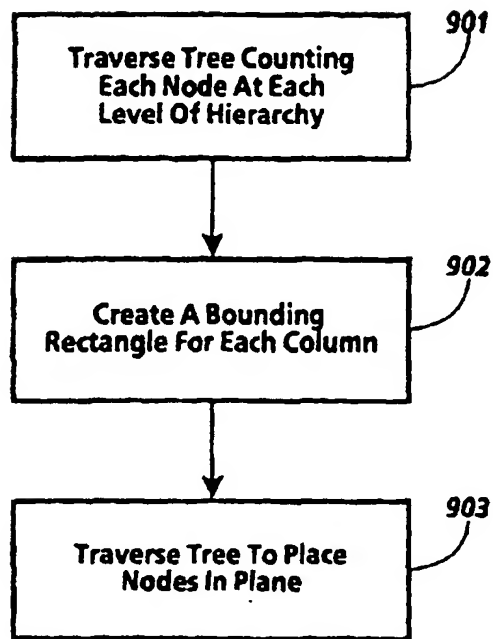 901
Traverse Tree Counting
Each Node At Each
Level Of Hierarchy
902
Create A Bounding
Rectangle For Each Column
903
Traverse Tree To Place
Nodes In Plane